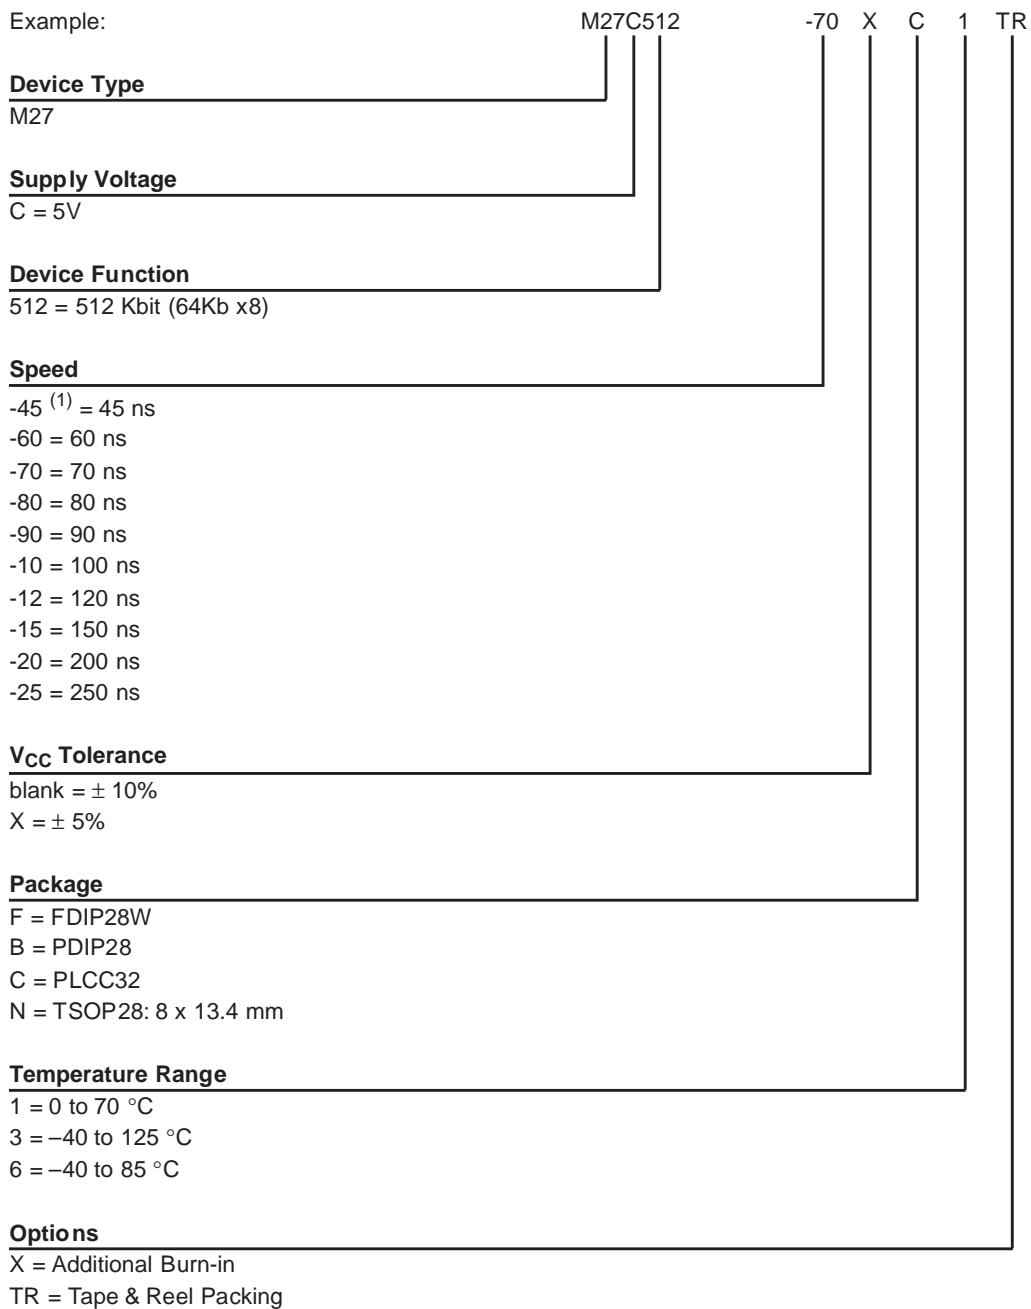 Example: M27C512 -70 X C 1 TR
Device Type
M27
Supply Voltage
C = 5V
Device Function
512 = 512 Kbit (64Kb x8)
Speed
-45 (1) = 45 ns
-60 = 60 ns
-70 = 70 ns
-80 = 80 ns
-90 = 90 ns
-10 = 100 ns
-12 = 120 ns
-15 = 150 ns
-20 = 200 ns
-25 = 250 ns
VCC Tolerance
blank = ± 10%
X = ± 5%
Package
F = FDIP28W
B = PDIP28
C = PLCC32
N = TSOP28: 8 x 13.4 mm
Temperature Range
1 = 0 to 70 °C
3 = –40 to 125 °C
6 = –40 to 85 °C
Options
X = Additional Burn-in
TR = Tape & Reel Packing